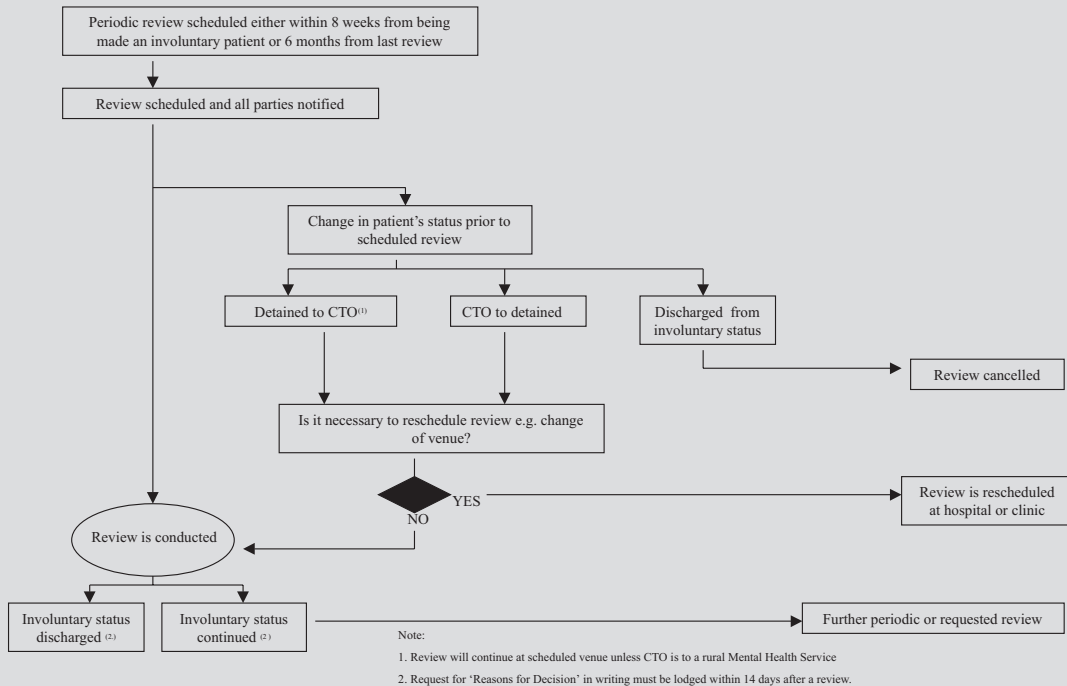 Periodic review scheduled either within 8 weeks from being
made an involuntary patient or 6 months from last review
Review scheduled and all parties notified
Change in patient's status prior to
scheduled review
Detained to CTO(1)
CTO to detained
Discharged from
involuntary status
Review cancelled
Is it necessary to reschedule review e.g. change
of venue?
YES
NO
Review is rescheduled
at hospital or clinic
Review is conducted
Involuntary status
discharged (2.)
Involuntary status
continued (2)
Further periodic or requested review
Note:
1. Review will continue at scheduled venue unless CTO is to a rural Mental Health Service
2. Request for 'Reasons for Decision' in writing must be lodged within 14 days after a review.